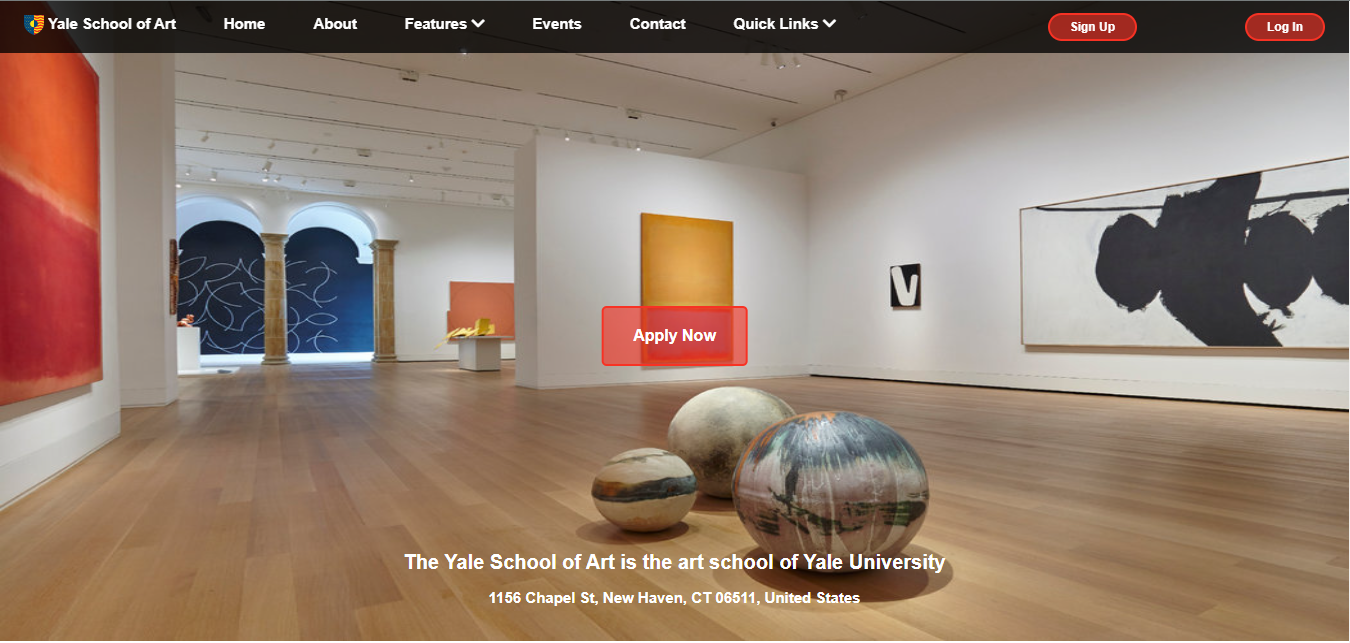 Yale School of Art Home About Features Events Contact Quick Links Sign Up Log In
Apply Now
The Yale School of Art is the art school of Yale University
1156 Chapel St, New Haven, CT 06511, United States